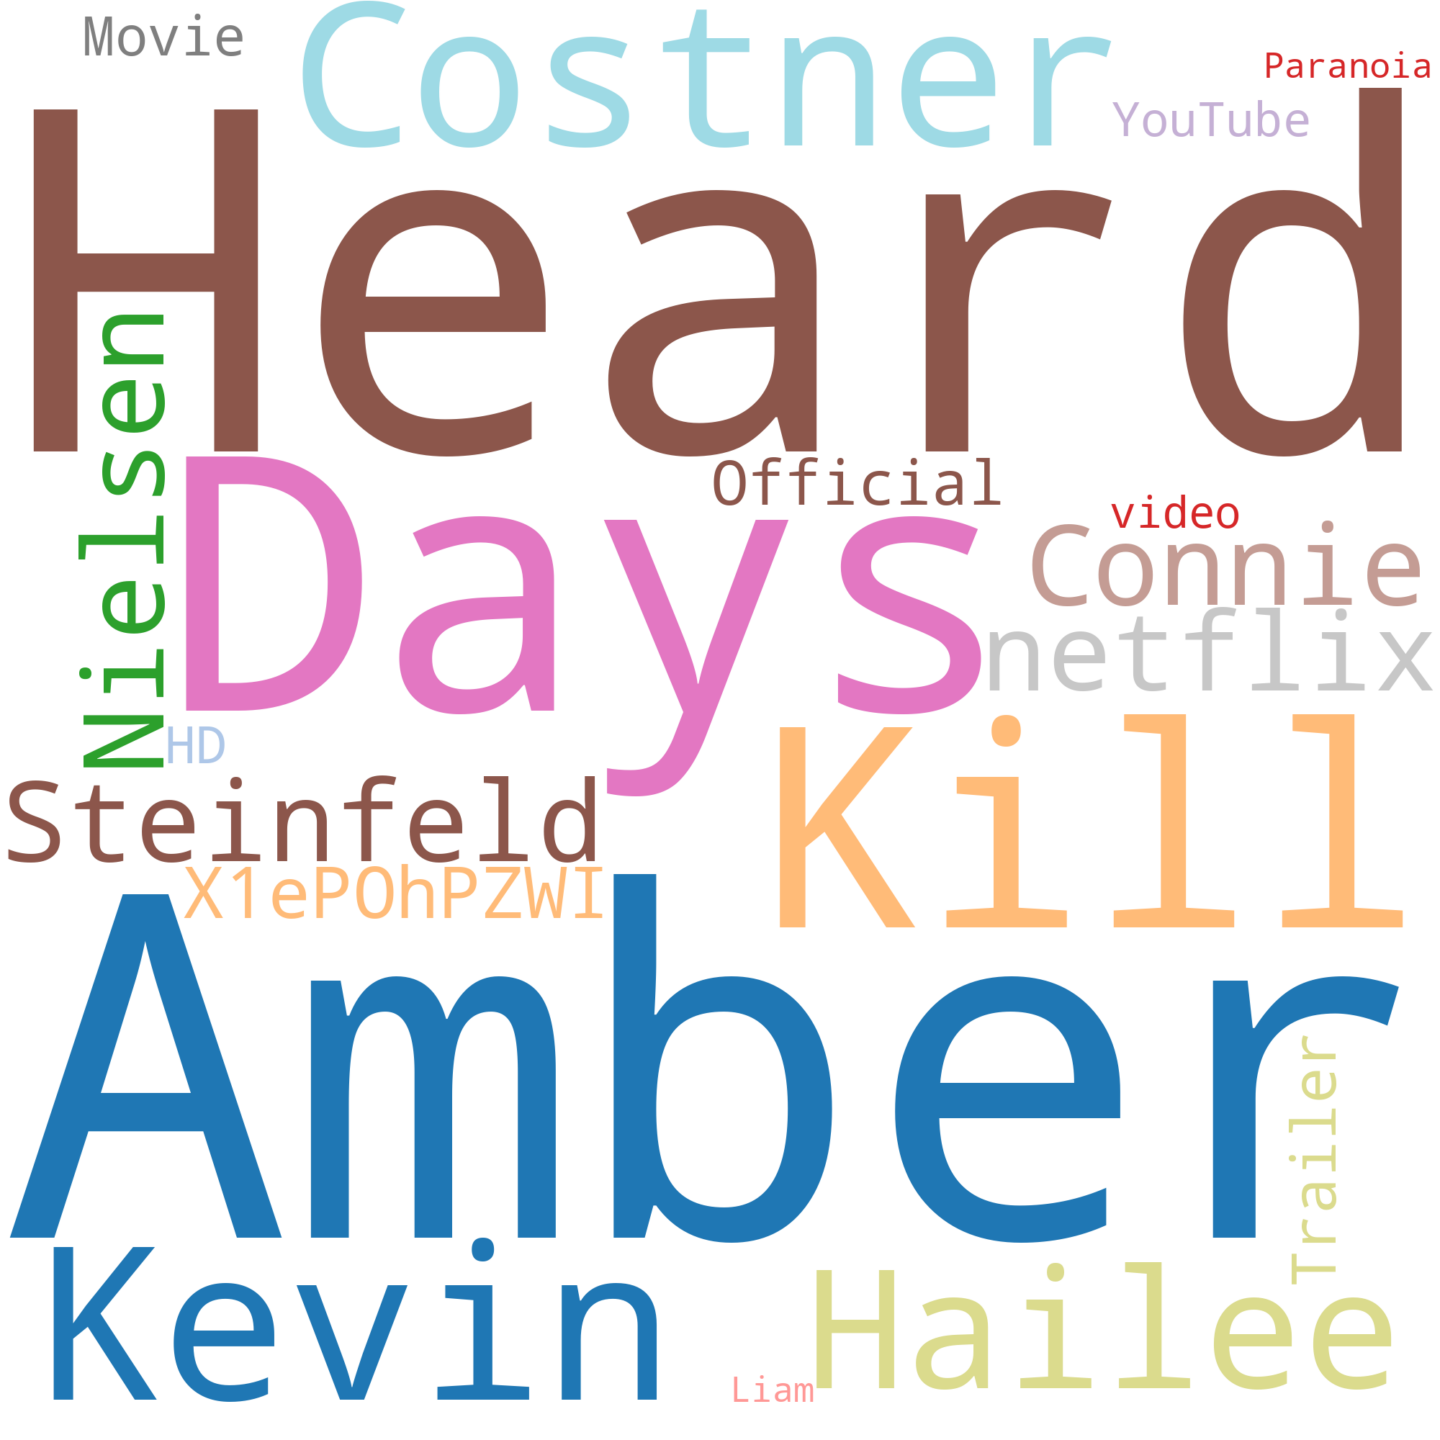 Movie
Costner
Paranoia
YouTube
Heard
Nielsen
Days
Official
video
Connie
netflix
HD
Kill
Steinfeld
X1ePOhPZWI
Amber
Trailer
Kevin
Hailee
Liam